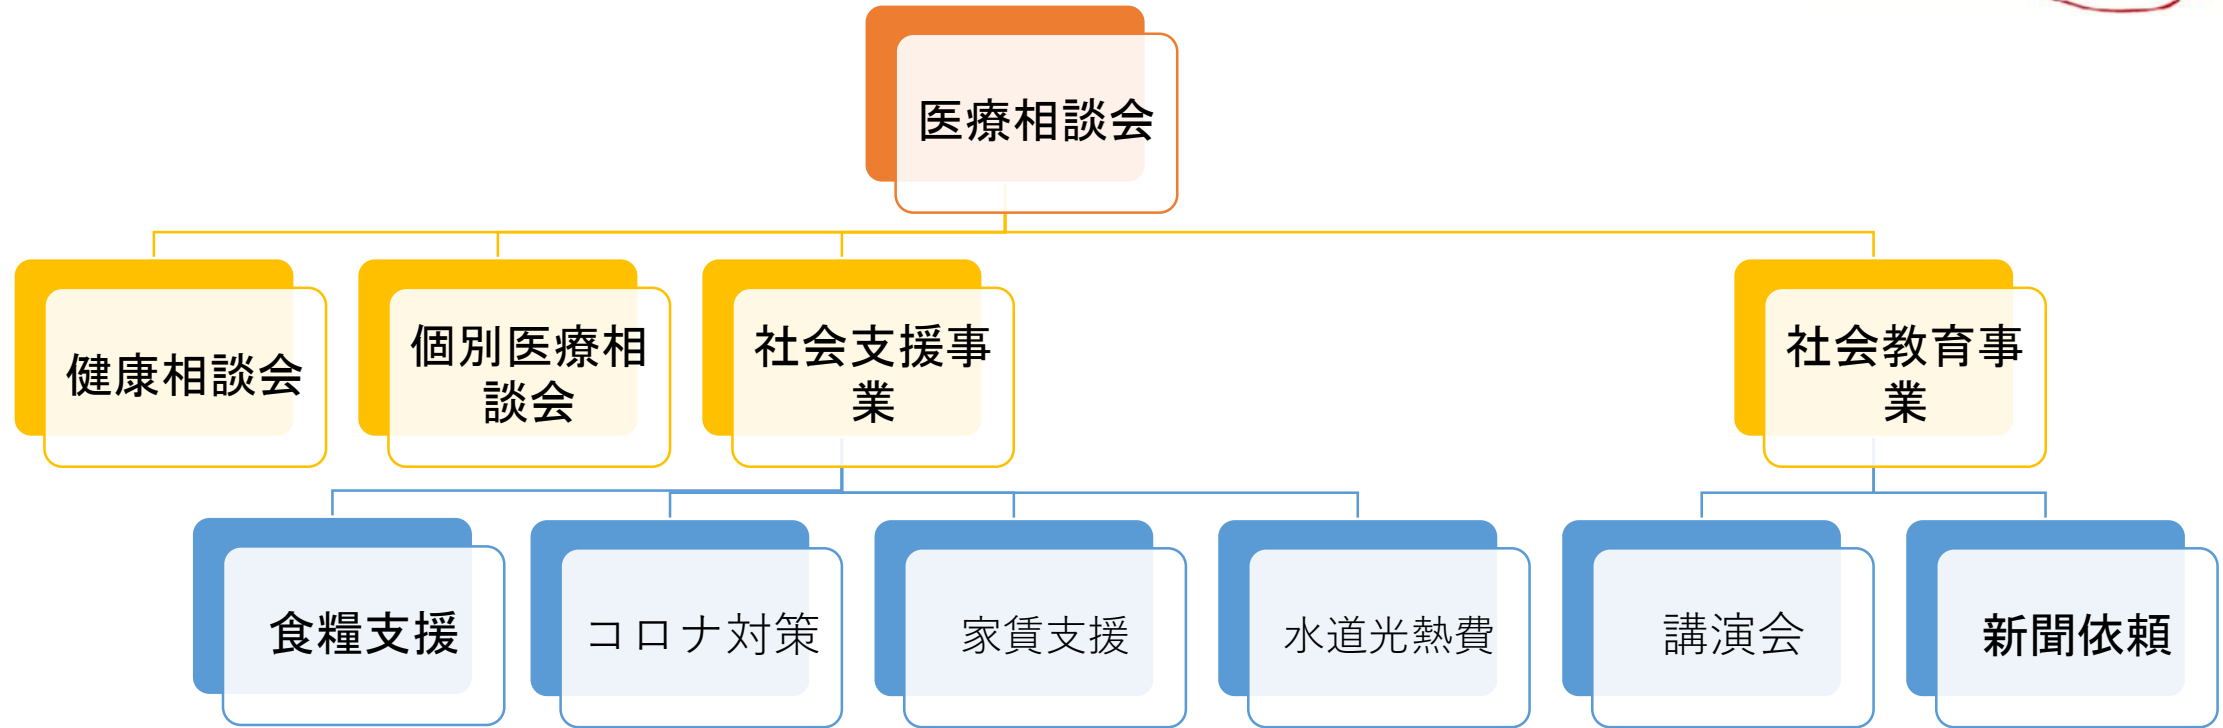 医療相談会
健康相談会
個別医療相
談会
社会支援事
業
社会教育事
業
食糧支援
コロナ対策
家賃支援
水道光熱費
講演会
新聞依頼